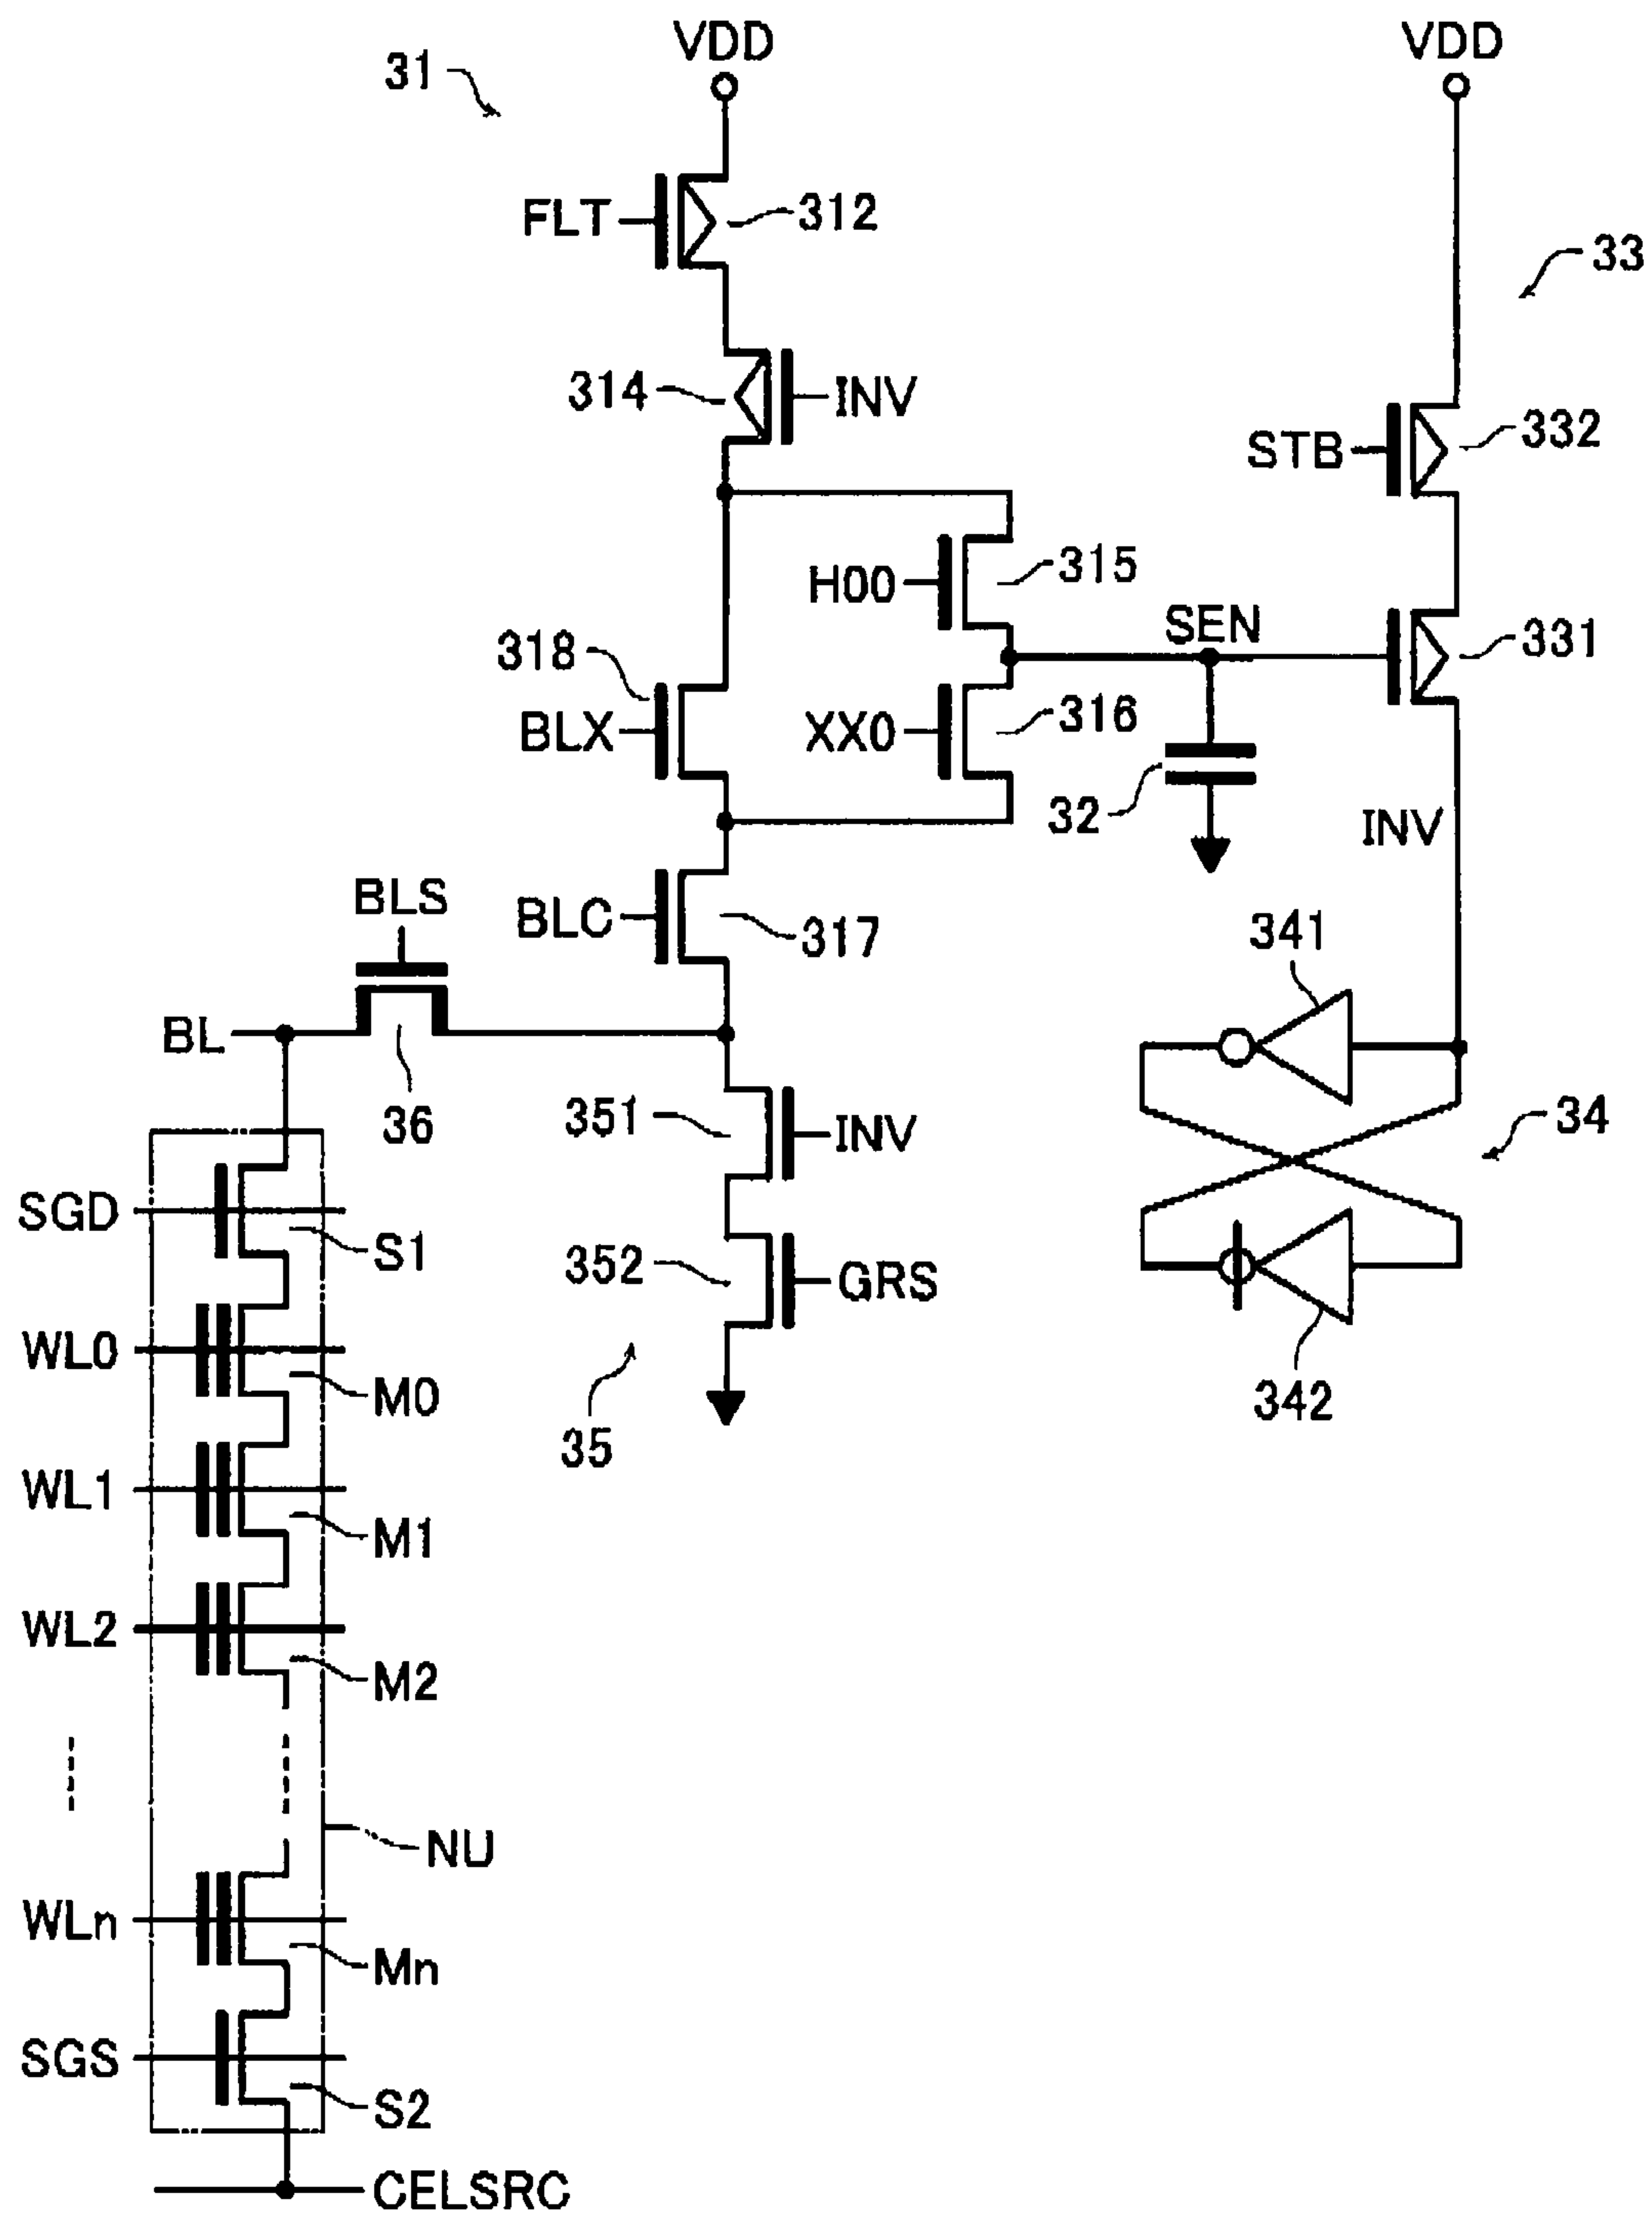 VDD
VDD
31
FLT
312
33
314
INV
STB
332
H00
315
SEN
318
331
BLX
XX0
316
32
INV
BLS
BLC
317
341
BL
36
351
INV
34
SGD
S1
352
GRS
WL0
M0
342
35
WL1
M1
WL2
M2
NU
WLn
Mn
SGS
S2
CELSRC